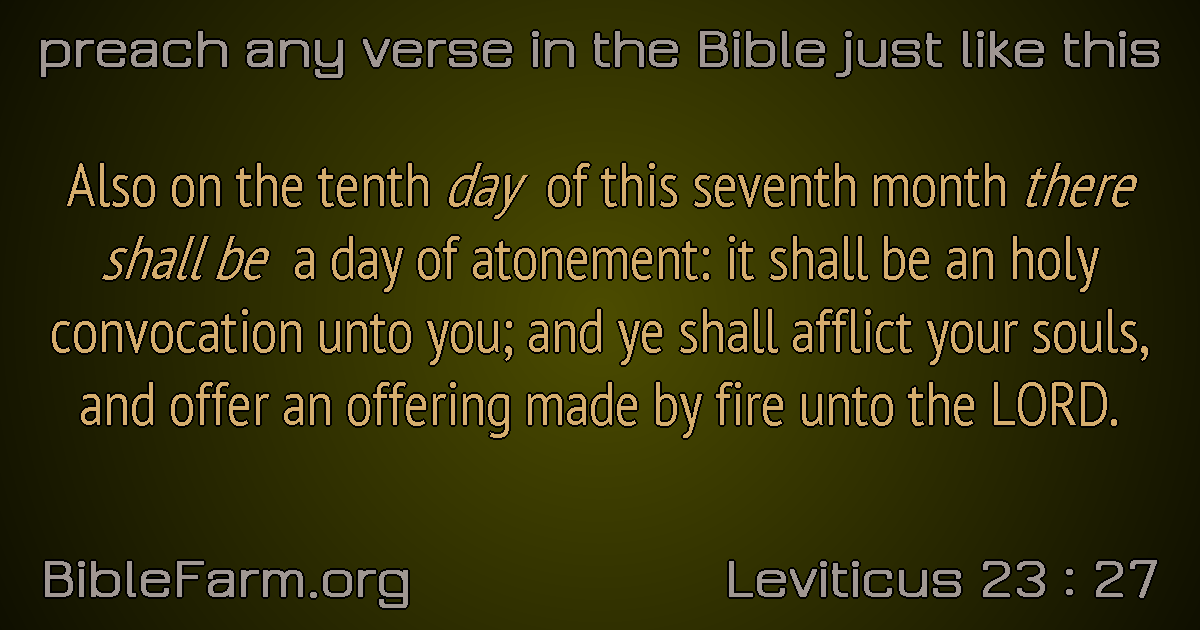 preach any verse in the Bible just like this
Also on the tenth day of this seventh month there
shall be a day of atonement: it shall be an holy
convocation unto you; and ye shall afflict your souls,
and offer an offering made by fire unto the LORD.
BibleFarm.org
Leviticus 23 : 27